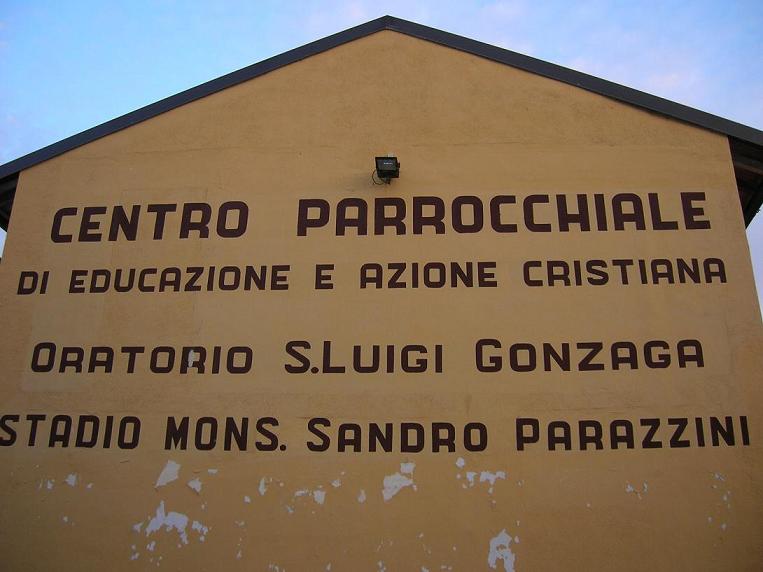 CENTRO PARROCCHIALE
DI EDUCAZIONE E AZIONE CRISTIANA
ORATORIO S.LUIGI GONZAGA
STADIO MONS. SANDRO PARAZZINI